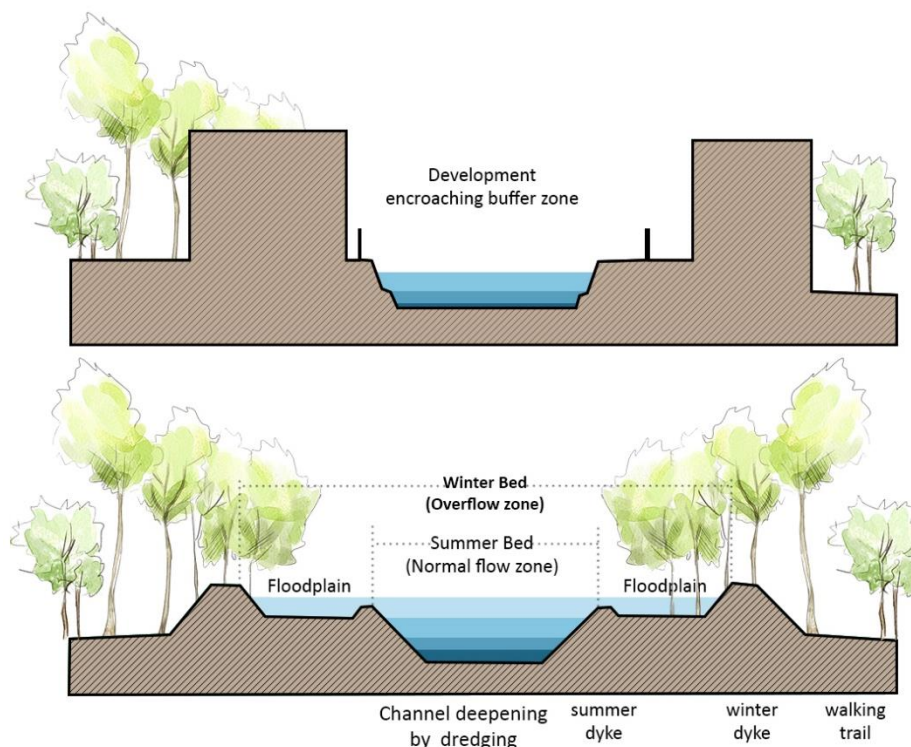 Development
encroaching buffer zone
Winter Bed
(Overflow zone)
Summer Bed
(Normal flow zone)
Floodplain
Floodplain
Channel deepening
by dredging
summer
dyke
winter
dyke
walking
trail